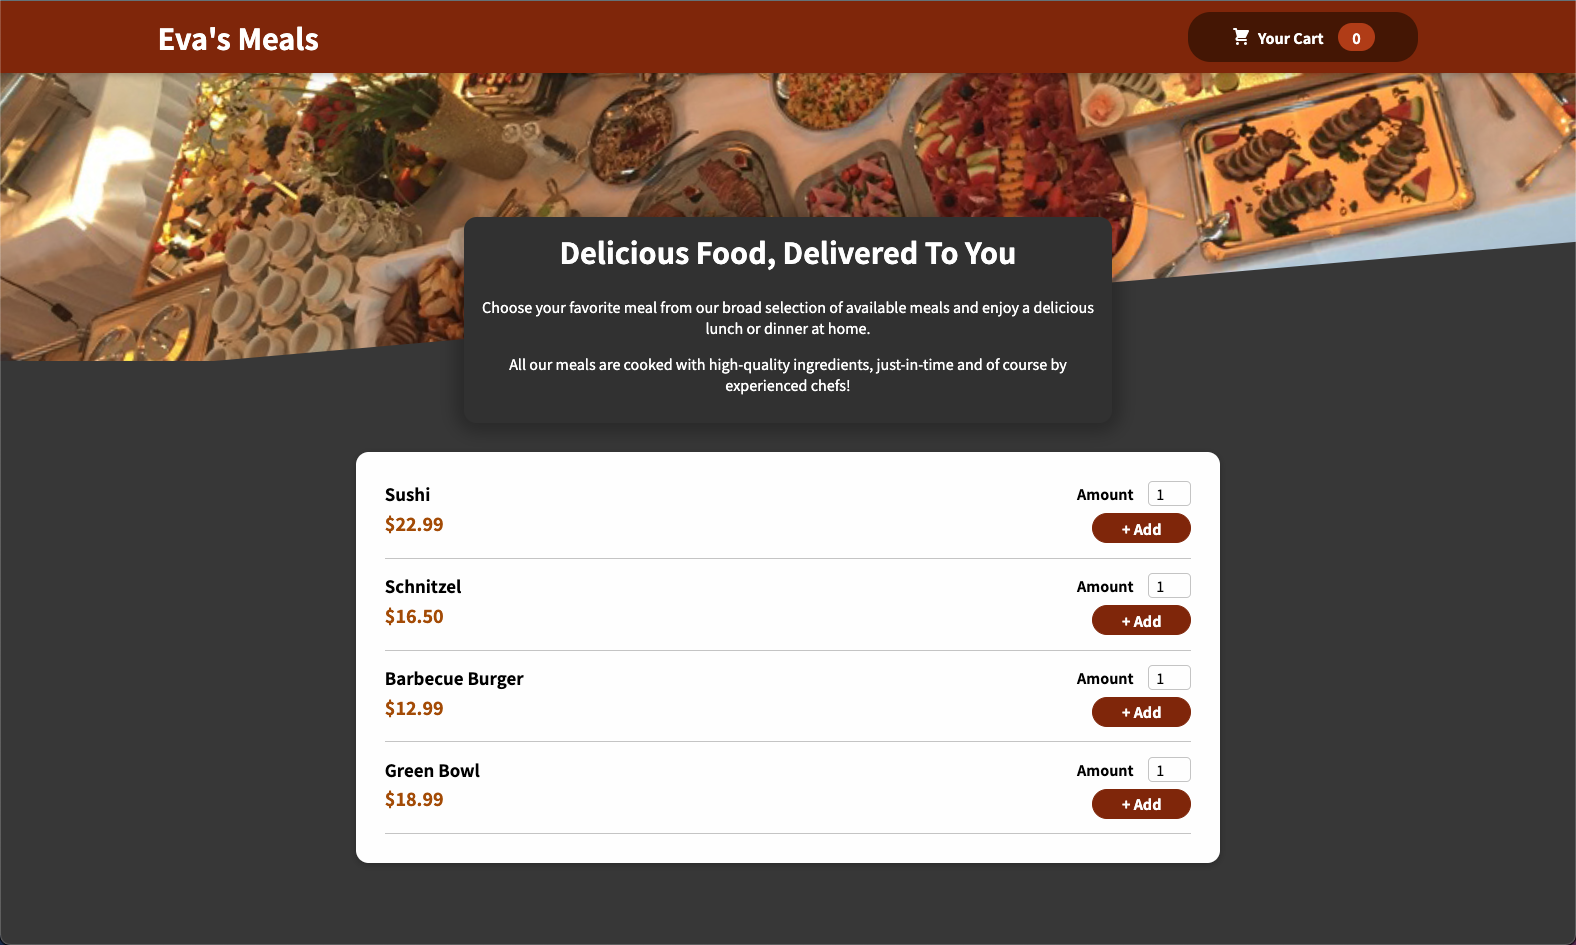 Eva's Meals
Your Cart 0
Delicious Food, Delivered To You
Choose your favorite meal from our broad selection of available meals and enjoy a delicious
lunch or dinner at home.
All our meals are cooked with high-quality ingredients, just-in-time and of course by
experienced chefs!
Sushi
$22.99
Amount 1
+ Add
Schnitzel
$16.50
Amount 1
+ Add
Barbecue Burger
$12.99
Amount 1
+ Add
Green Bowl
$18.99
Amount 1
+ Add